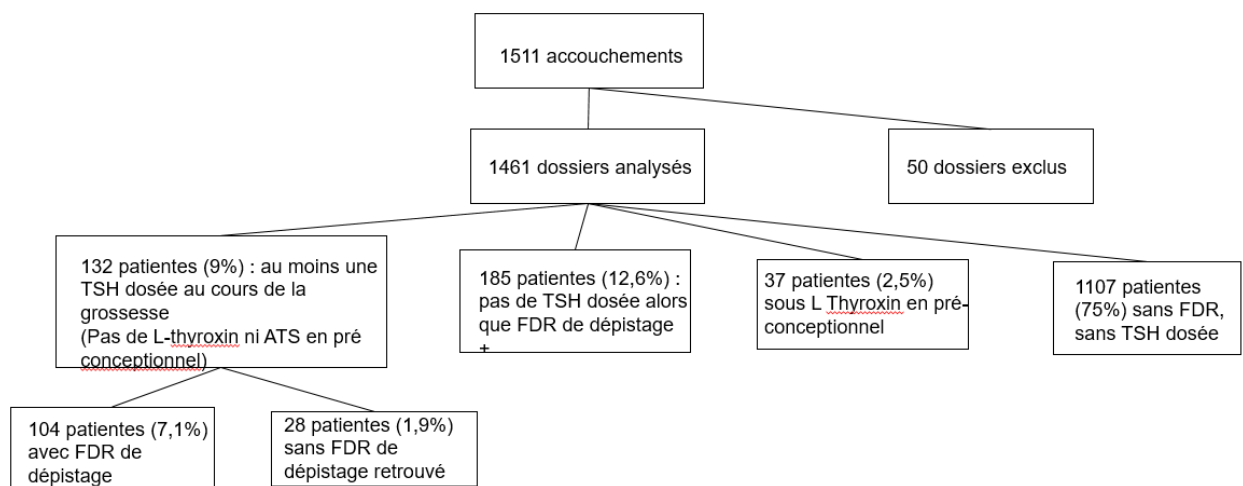 1511 accouchements
1461 dossiers analysés
50 dossiers exclus
132 patientes (9%) : au moins une
TSH dosée au cours de la
grossesse
(Pas de L-thyroxin ni ATS en pré
conceptionnel)
185 patientes (12,6%) :
pas de TSH dosée alors
que FDR de dépistage
+
37 patientes (2,5%)
sous L Thyroxin en pré-
conceptionnel
1107 patientes
(75%) sans FDR,
sans TSH dosée
104 patientes (7,1%)
avec FDR de
dépistage
28 patientes (1,9%)
sans FDR de
dépistage retrouvé